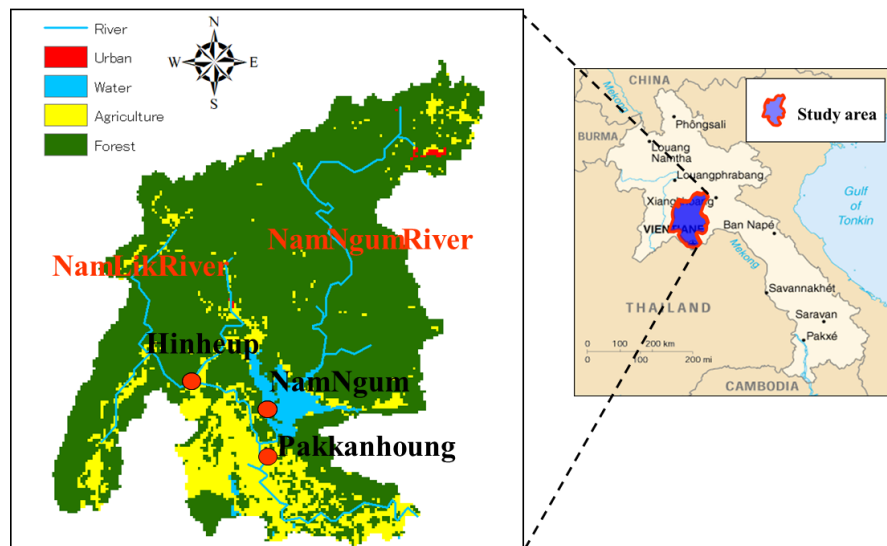 River
Urban
Water
Agriculture
Forest
N
W
E
S
NamNgumRiver
NamLikRiver
Hinheup
NamNgum
Pakkanhoung
CHINA
Mekong
Study area
BURMA
Phôngsali
Louang
Namtha
Louangphrabang
Gulf
of
Tonkin
Ban Napé
Mekong
Savannakhét
THAILAND
Saravan
Pakxé
0
100
200 km
0
100
200 mi
CAMBODIA